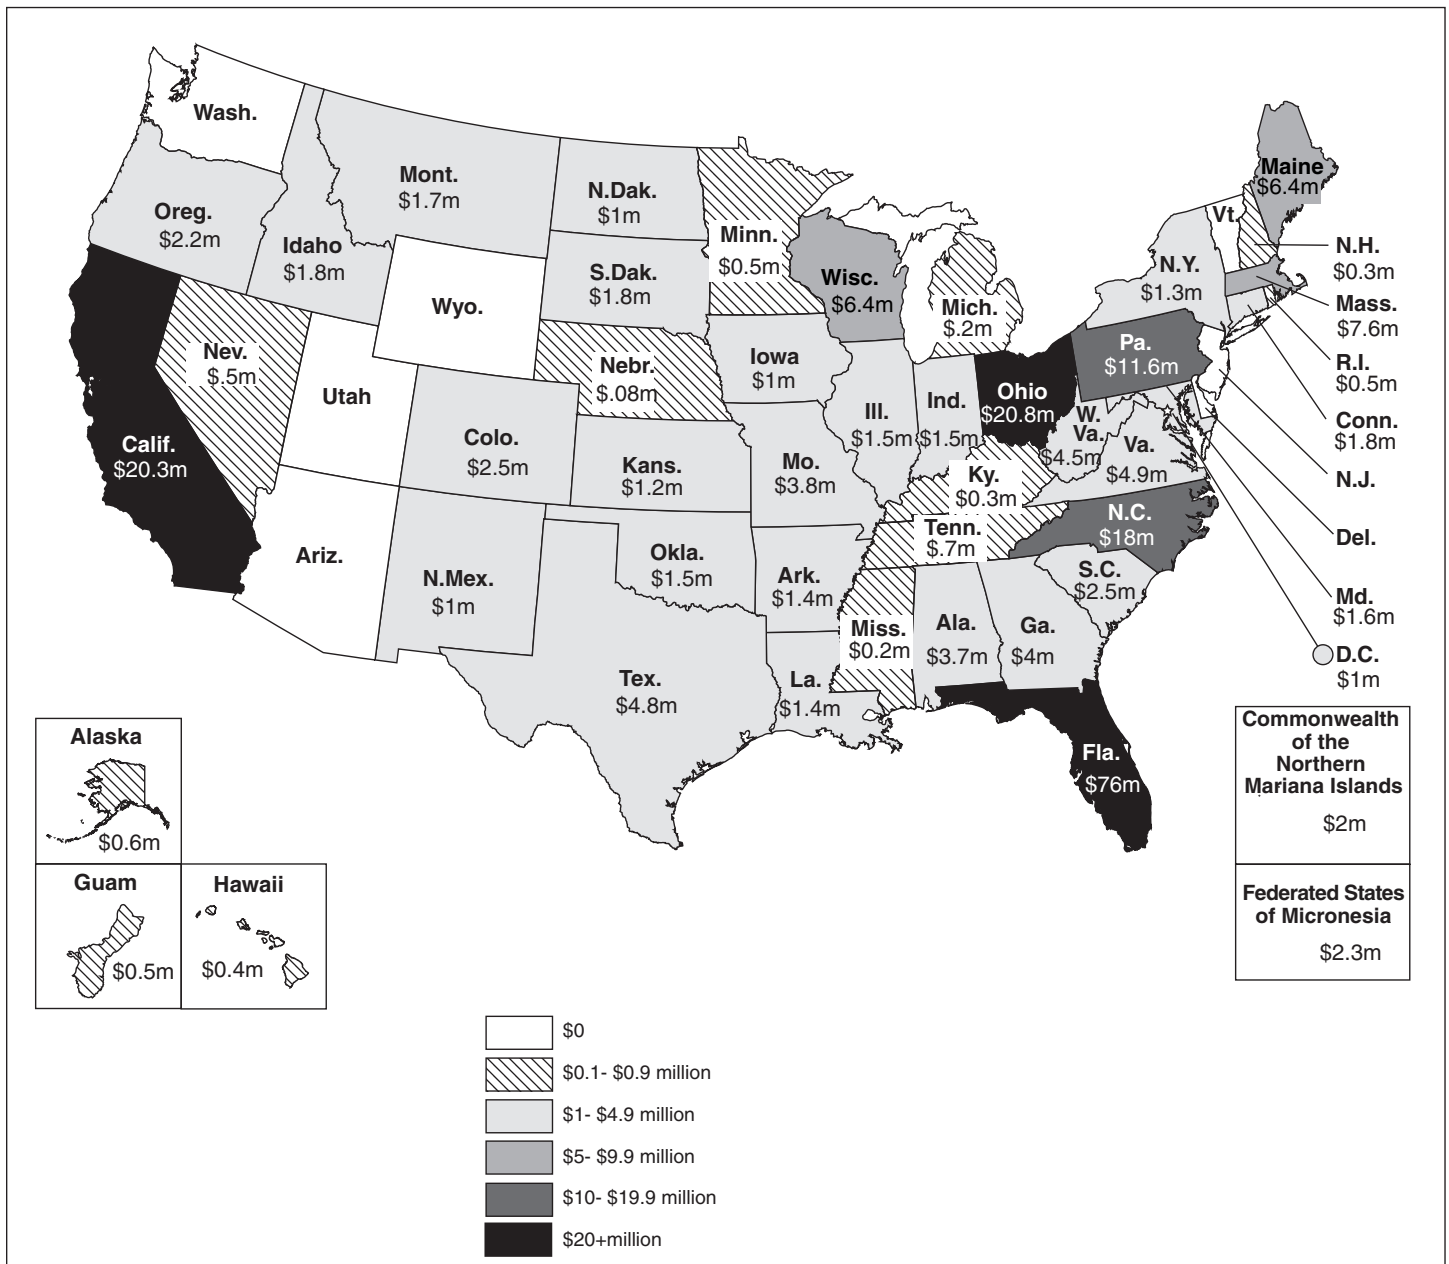 Wash.
Oreg.
$2.2m
Idaho
$1.8m
Mont.
$1.7m
N.Dak.
$1m
S.Dak.
$1.8m
Minn.
$0.5m
Wisc.
$6.4m
Mich.
$.2m
Wyo.
Nev.
$.5m
Utah
Calif.
$20.3m
Colo.
$2.5m
Nebr.
$.08m
Iowa
$1m
Kans.
$1.2m
Mo.
$3.8m
Ill.
$1.5m
Ind.
$1.5m
Ohio
$20.8m
Pa.
$11.6m
N.Y.
$1.3m
Vt.
Maine
$6.4m
N.H.
$0.3m
Mass.
$7.6m
R.I.
$0.5m
Conn.
$1.8m
N.J.
Del.
Md.
$1.6m
D.C.
$1m
W.
Va.
$4.5m
Va.
$4.9m
Ky.
$0.3m
Tenn.
$.7m
N.C.
$18m
S.C.
$2.5m
Ariz.
N.Mex.
$1m
Okla.
$1.5m
Ark.
$1.4m
Tex.
$4.8m
La.
$1.4m
Miss.
$0.2m
Ala.
$3.7m
Ga.
$4m
Fla.
$76m
Alaska
$0.6m
Guam
$0.5m
Hawaii
$0.4m
Commonwealth
of the
Northern
Mariana Islands
$2m
Federated States
of Micronesia
$2.3m
$0
$0.1- $0.9 million
$1- $4.9 million
$5- $9.9 million
$10- $19.9 million
$20+million